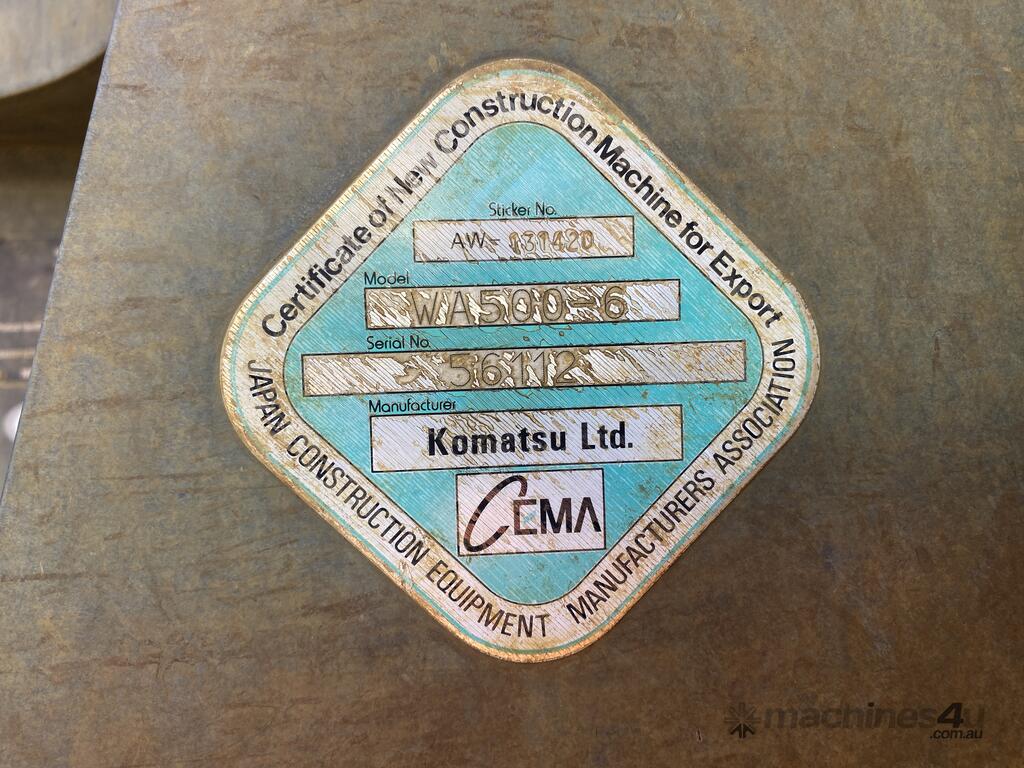 Certificate of New Construction Machine for Export
Sticker No.
AW- 131420
Model
WA500-6
Serial No.
56112
Manufacturer
Komatsu Ltd.
CEMA
JAPAN CONSTRUCTION EQUIPMENT MANUFACTURERS ASSOCIATION
machines4u
.com.au